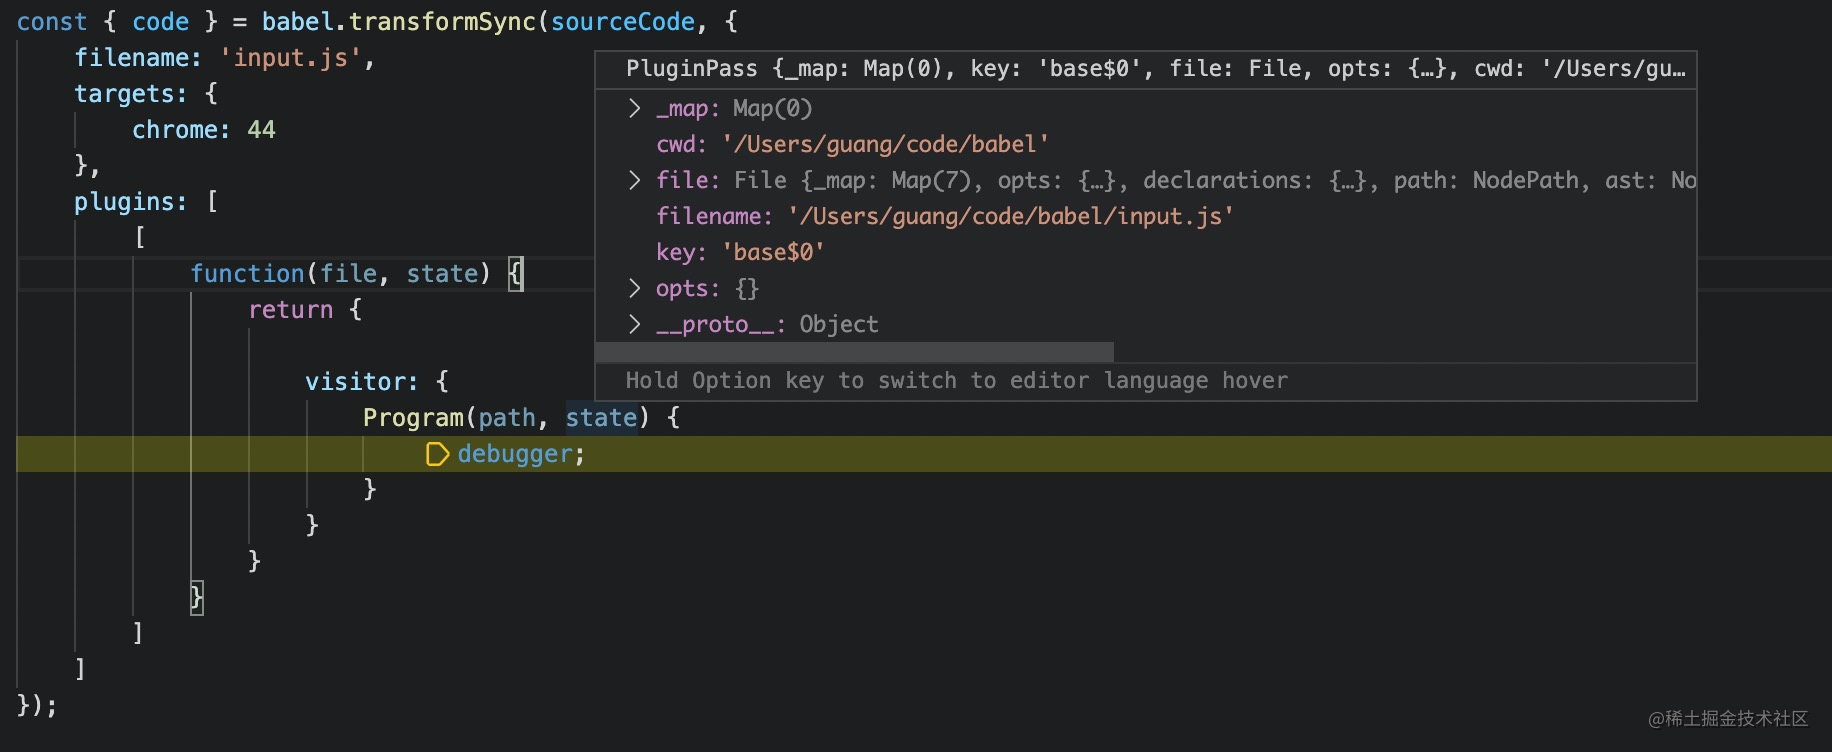 const { code } = babel.transformSync(sourceCode, {
filename: 'input.js',
targets: {
chrome: 44
},
plugins: [
[
function(file, state) {
return {
visitor: {
Program(path, state) {
debugger;
}
}
}
}
]
]
});
PluginPass {_map: Map(0), key: 'base$0', file: File, opts: {…}, cwd: '/Users/gu…
_map: Map(0)
cwd: '/Users/guang/code/babel'
file: File {_map: Map(7), opts: {…}, declarations: {…}, path: NodePath, ast: No
filename: '/Users/guang/code/babel/input.js'
key: 'base$0'
opts: {}
__proto__: Object
Hold Option key to switch to editor language hover
@稀土掘金技术社区